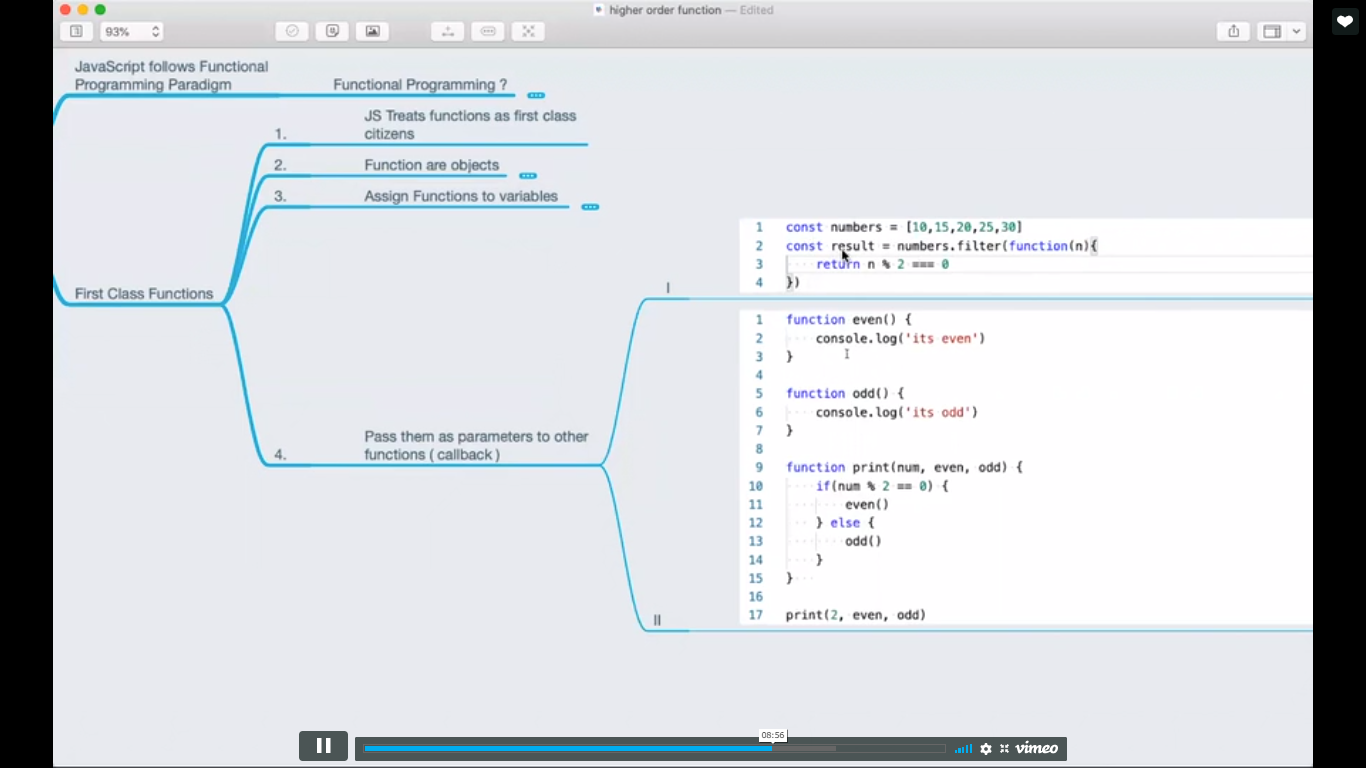 higher order function — Edited
93%
JavaScript follows Functional
Programming Paradigm
Functional Programming ?
1.
JS Treats functions as first class
citizens
2.
Function are objects
3.
Assign Functions to variables
First Class Functions
4.
Pass them as parameters to other
functions ( callback )
I
1 const numbers = [10,15,20,25,30]
2 const result = numbers.filter(function(n){
3 return n % 2 === 0
4 })
II
1 function even() {
2 console.log('its even')
3 }
4
5 function odd() {
6 console.log('its odd')
7 }
8
9 function print(num, even, odd) {
10 if(num % 2 == 0) {
11 even()
12 } else {
13 odd()
14 }
15 }
16
17 print(2, even, odd)
08:56
vimeo